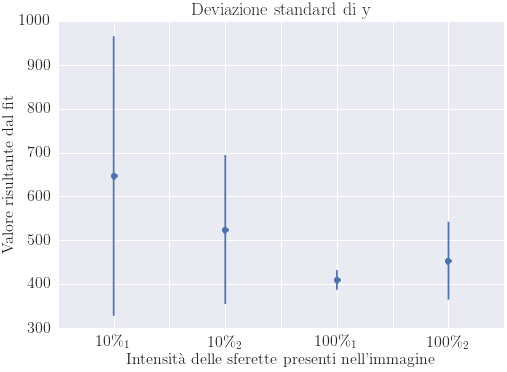 Deviazione standard di y
1000
900
800
700
600
500
400
300
Valore risultante dal fit
10%₁ 10%₂ 100%₁ 100%₂
Intensità delle sferette presenti nell'immagine